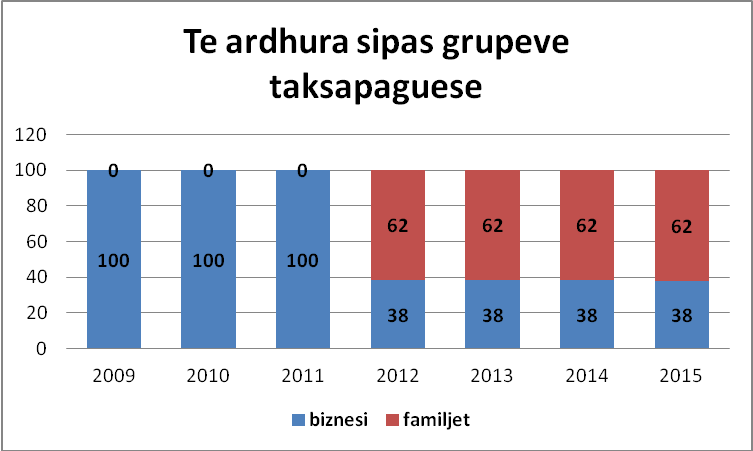 Te ardhura sipas grupeve
taksapaguese
120
100
80
60
40
20
0
0 0 0
62 62 62 62
100 100 100
38 38 38 38
2009 2010 2011 2012 2013 2014 2015
biznesi familjet